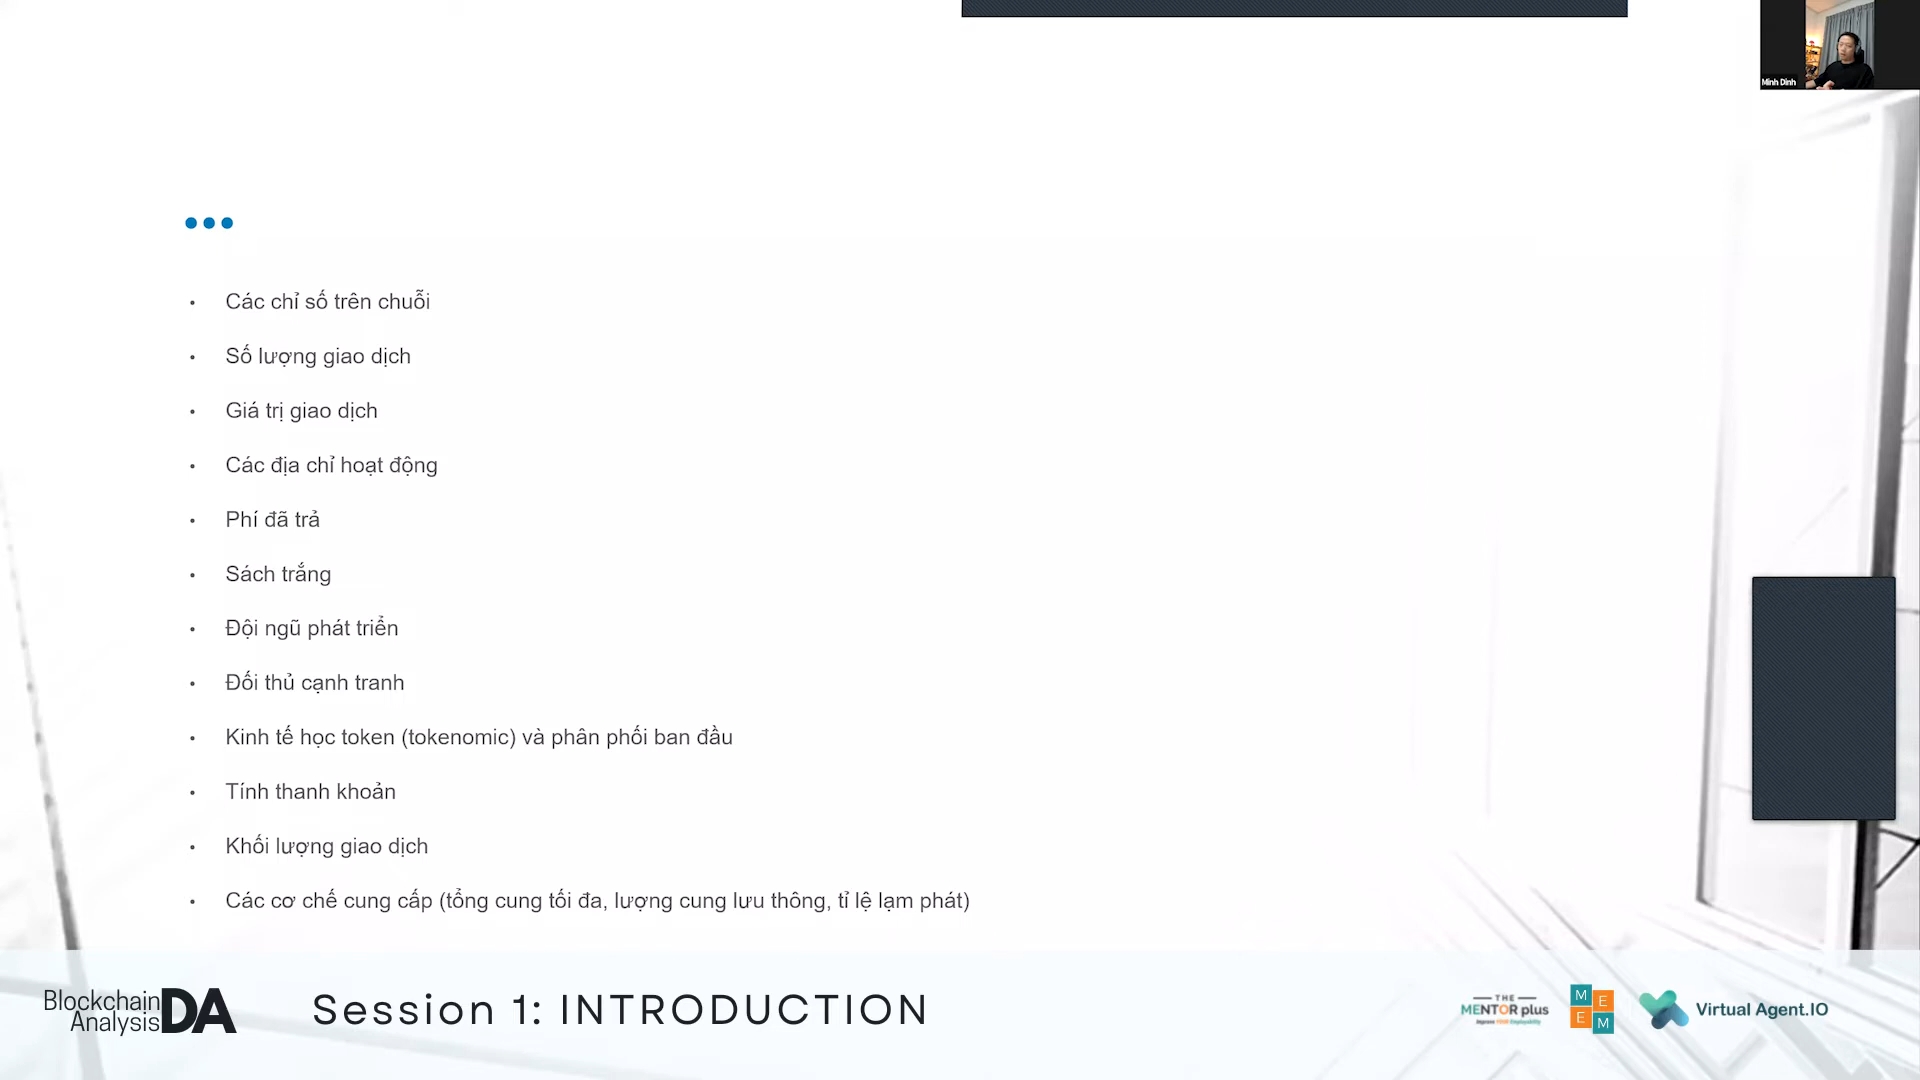 Minh Dinh
• Các chỉ số trên chuỗi
• Số lượng giao dịch
• Giá trị giao dịch
• Các địa chỉ hoạt động
• Phí đã trả
• Sách trắng
• Đội ngũ phát triển
• Đối thủ cạnh tranh
• Kinh tế học token (tokenomic) và phân phối ban đầu
• Tính thanh khoản
• Khối lượng giao dịch
• Các cơ chế cung cấp (tổng cung tối đa, lượng cung lưu thông, tỉ lệ lạm phát)
Blockchain
Analysis DA
Session 1: INTRODUCTION
THE
MENTOR plus
Improve YOUR Employability
M E
E M
Virtual Agent.IO